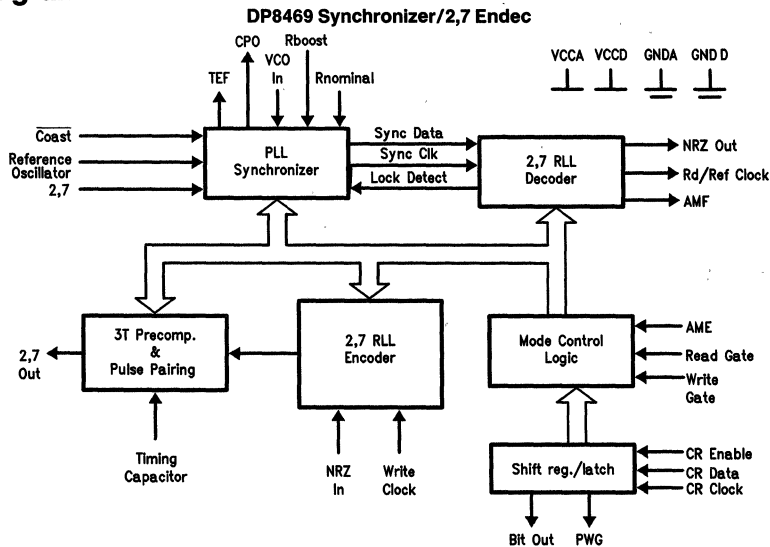 DP8469 Synchronizer/2,7 Endec
CPO
Rboost
VCO
In
TEF
Rnominal
VCCA VCCD GNDA GND D
Coast
Reference
Oscillator
2,7
PLL
Synchronizer
Sync Data
Sync Clk
Lock Detect
2,7 RLL
Decoder
NRZ Out
Rd/Ref Clock
AMF
3T Precomp.
&
Pulse Pairing
2,7
Out
2,7 RLL
Encoder
Mode Control
Logic
AME
Read Gate
Write
Gate
Timing
Capacitor
NRZ
In
Write
Clock
Shift reg./latch
CR Enable
CR Data
CR Clock
Bit Out
PWG